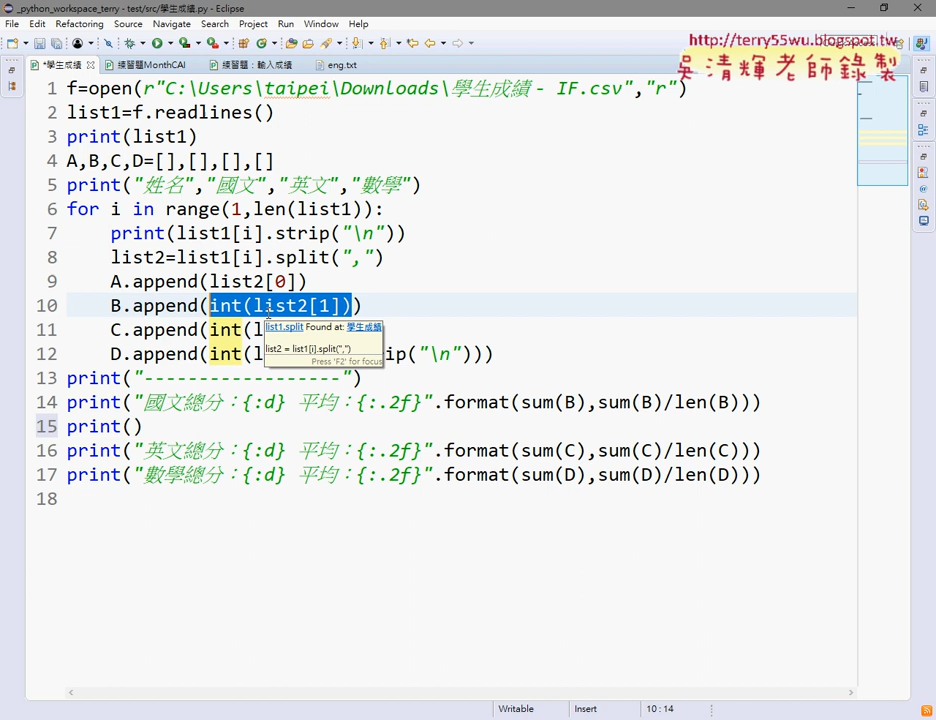 _python_workspace_terry - test/src/學生成績.py - Eclipse
File Edit Refactoring Source Navigate Search Project Run Window Help
http://terry55wu.blogspot.tw
吳清輝老師錄製
*學生成績 練習題MonthCAI 練習題：輸入成績 eng.txt
1 f=open(r"C:\Users\taipei\Downloads\學生成績 - IF.csv","r")
2 list1=f.readlines()
3 print(list1)
4 A,B,C,D=[],[],[],[]
5 print("姓名","國文","英文","數學")
6 for i in range(1,len(list1)):
7 print(list1[i].strip("\n"))
8 list2=list1[i].split(",")
9 A.append(list2[0])
10 B.append(int(list2[1]))
11 C.append(int(l
12 D.append(int(l ip("\n")))
list1.split Found at: 學生成績
list2 = list1[i].split(",")
Press 'F2' for focus
13 print("------------------")
14 print("國文總分：{:d} 平均：{:.2f}".format(sum(B),sum(B)/len(B)))
15 print()
16 print("英文總分：{:d} 平均：{:.2f}".format(sum(C),sum(C)/len(C)))
17 print("數學總分：{:d} 平均：{:.2f}".format(sum(D),sum(D)/len(D)))
18
Writable Insert 10 : 14